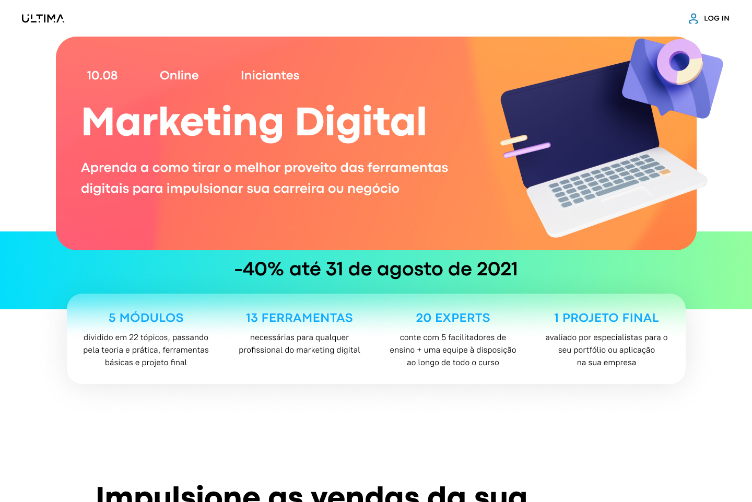 ULTIMA
LOG IN
10.08 Online Iniciantes
Marketing Digital
Aprenda a como tirar o melhor proveito das ferramentas
digitais para impulsionar sua carreira ou negócio
-40% até 31 de agosto de 2021
5 MÓDULOS
dividido em 22 tópicos, passando
pela teoria e prática, ferramentas
básicas e projeto final
13 FERRAMENTAS
necessárias para qualquer
profissional do marketing digital
20 EXPERTS
conte com 5 facilitadores de
ensino + uma equipe à disposição
ao longo de todo o curso
1 PROJETO FINAL
avaliado por especialistas para o
seu portfólio ou aplicação
na sua empresa
Impulsione as vendas da sua